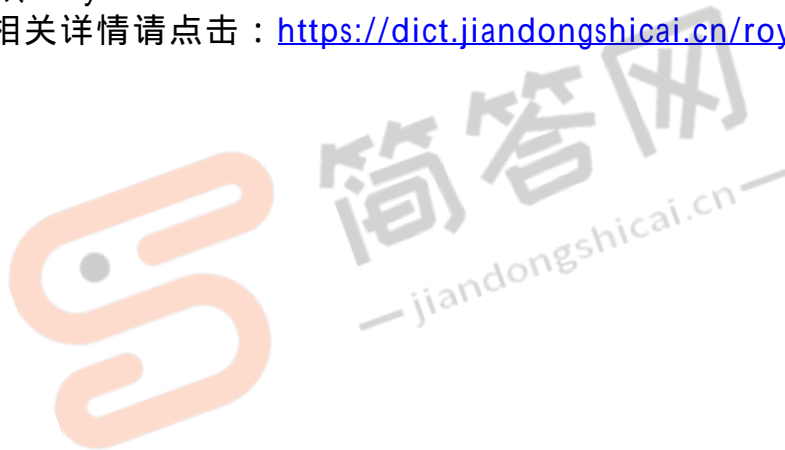 相关详情请点击：https://dict.jiandongshicai.cn/roy
简答网
jiandongshicai.cn